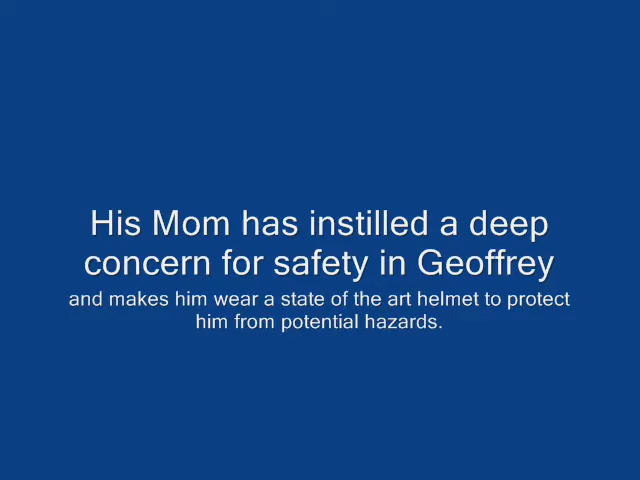 His Mom has instilled a deep
concern for safety in Geoffrey
and makes him wear a state of the art helmet to protect
him from potential hazards.